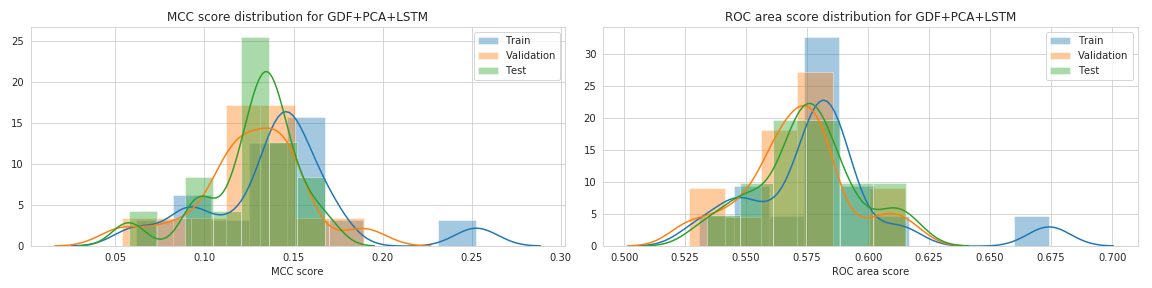 MCC score distribution for GDF+PCA+LSTM
25
20
15
10
5
0
0.05
0.10
0.15
0.20
0.25
0.30
MCC score
Train
Validation
Test
ROC area score distribution for GDF+PCA+LSTM
30
25
20
15
10
5
0
0.500
0.525
0.550
0.575
0.600
0.625
0.650
0.675
0.700
ROC area score
Train
Validation
Test